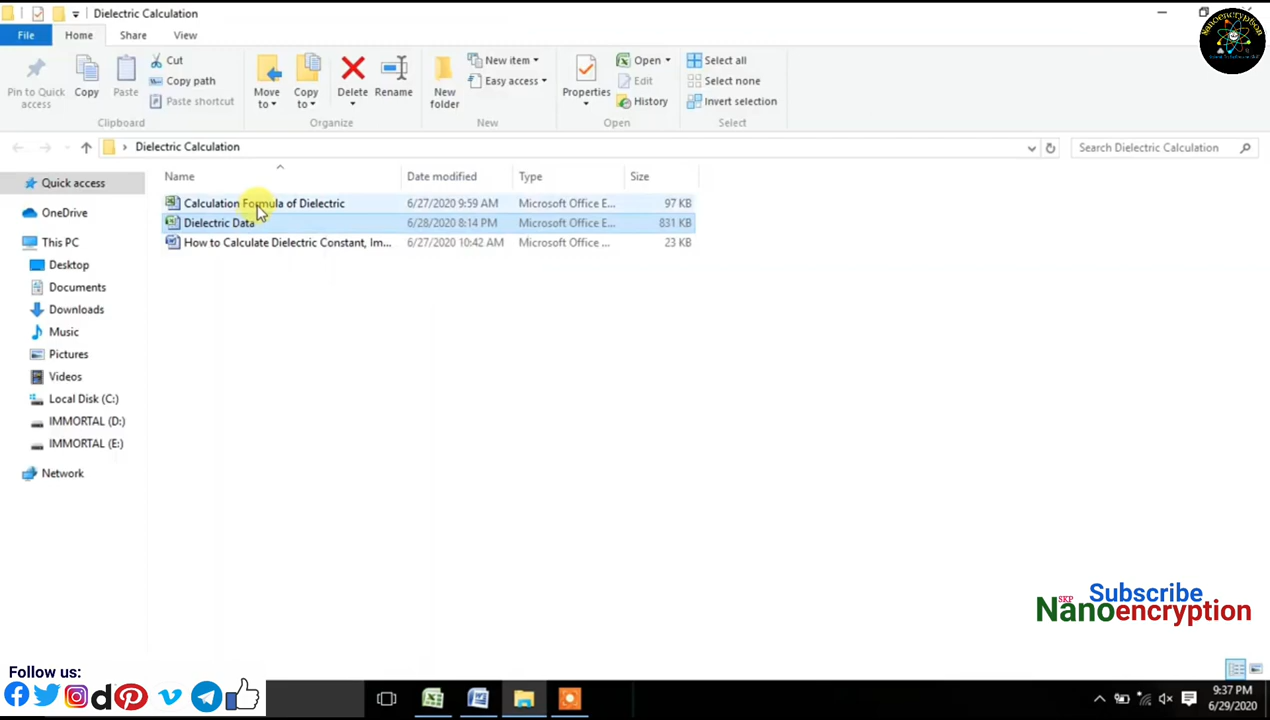 Dielectric Calculation
File Home Share View
Nanoencryption
Pin to Quick access
Copy
Paste
Cut
Copy path
Paste shortcut
Clipboard
Move to
Copy to
Delete
Rename
Organize
New folder
New item
Easy access
New
Properties
Open
Edit
History
Open
Select all
Select none
Invert selection
Select
Dielectric Calculation
Search Dielectric Calculation
Name Date modified Type Size
Calculation Formula of Dielectric 6/27/2020 9:59 AM Microsoft Office E... 97 KB
Dielectric Data 6/28/2020 8:14 PM Microsoft Office E... 831 KB
How to Calculate Dielectric Constant, Im... 6/27/2020 10:42 AM Microsoft Office ... 23 KB
Quick access
OneDrive
This PC
Desktop
Documents
Downloads
Music
Pictures
Videos
Local Disk (C:)
IMMORTAL (D:)
IMMORTAL (E:)
Network
Subscribe
SKP
Nanoencryption
Follow us:
9:37 PM
6/29/2020